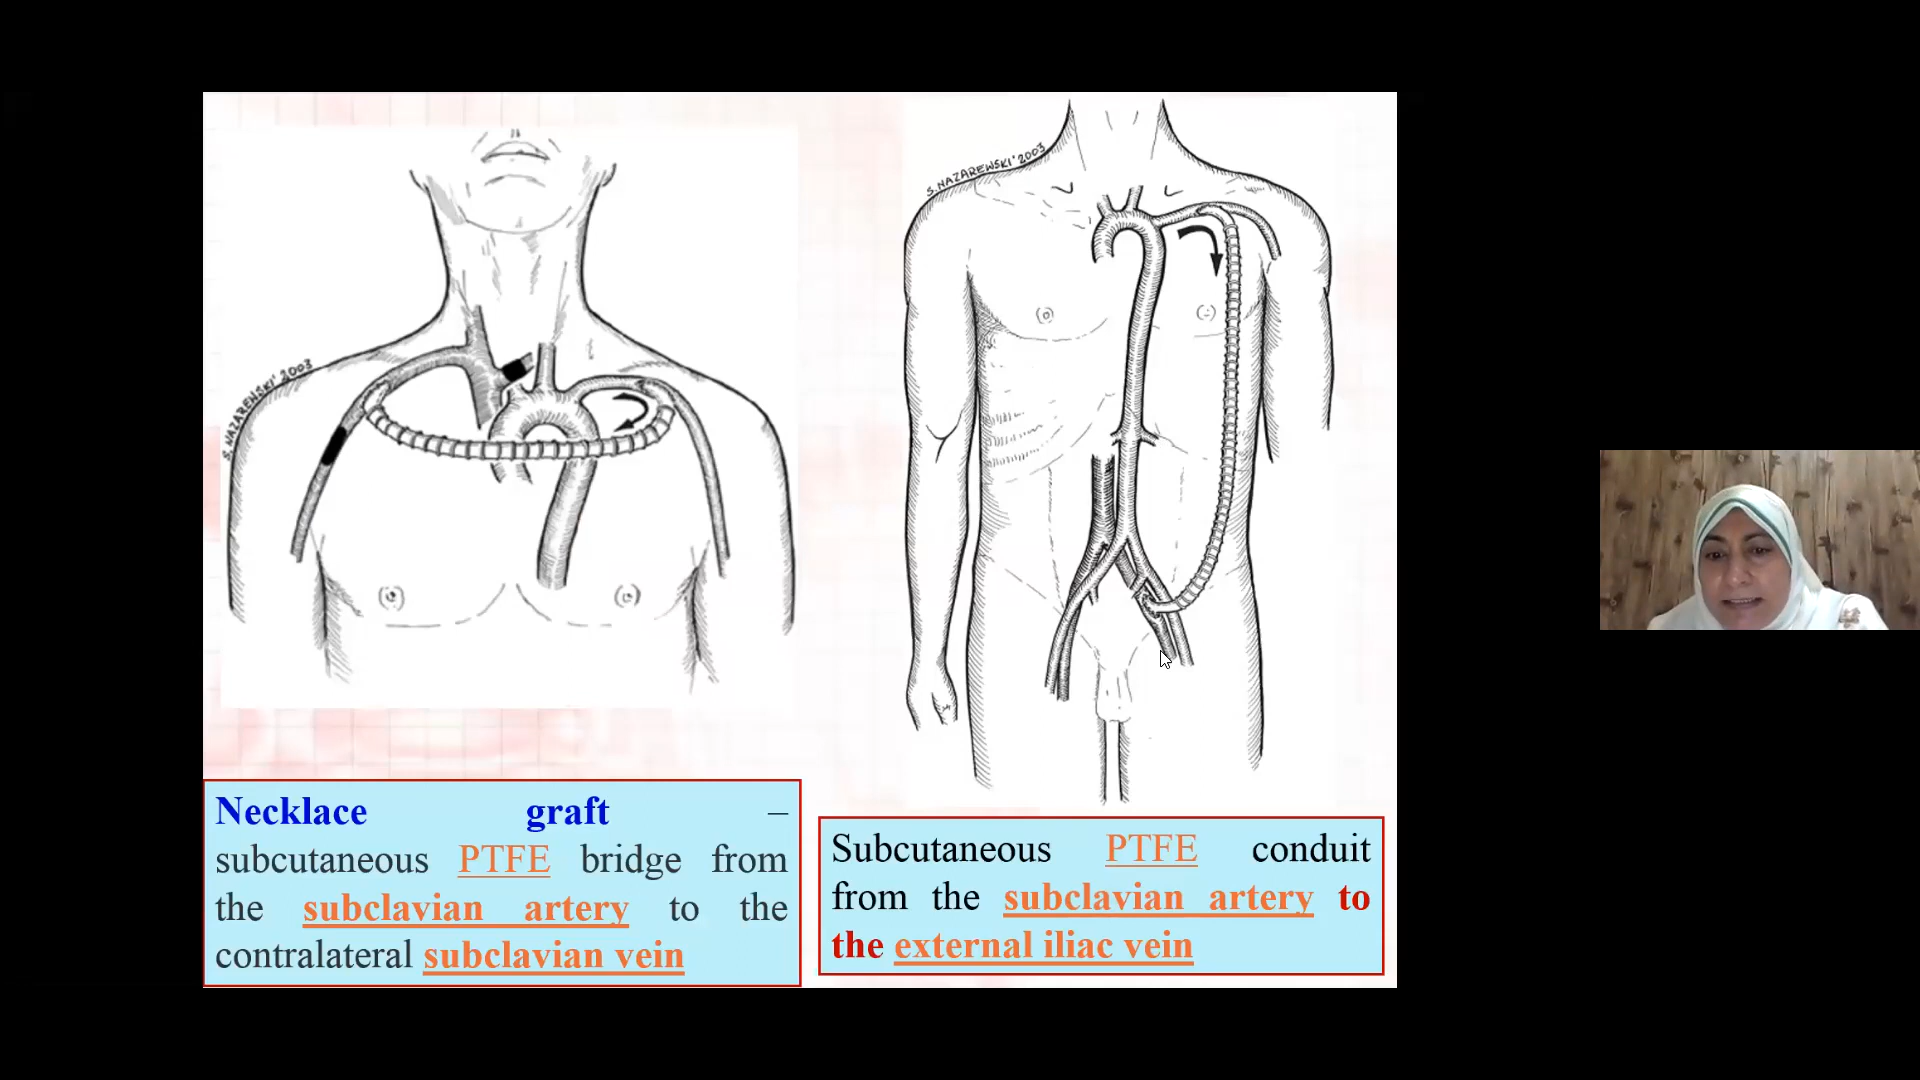 S. NAZAREWSKI' 2003
S. NAZAREWSKI' 2003
Necklace graft –
subcutaneous PTFE bridge from
the subclavian artery to the
contralateral subclavian vein
Subcutaneous PTFE conduit
from the subclavian artery to
the external iliac vein